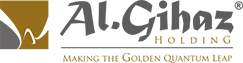 AL.GIHAZ®
HOLDING
MAKING THE GOLDEN QUANTUM LEAP